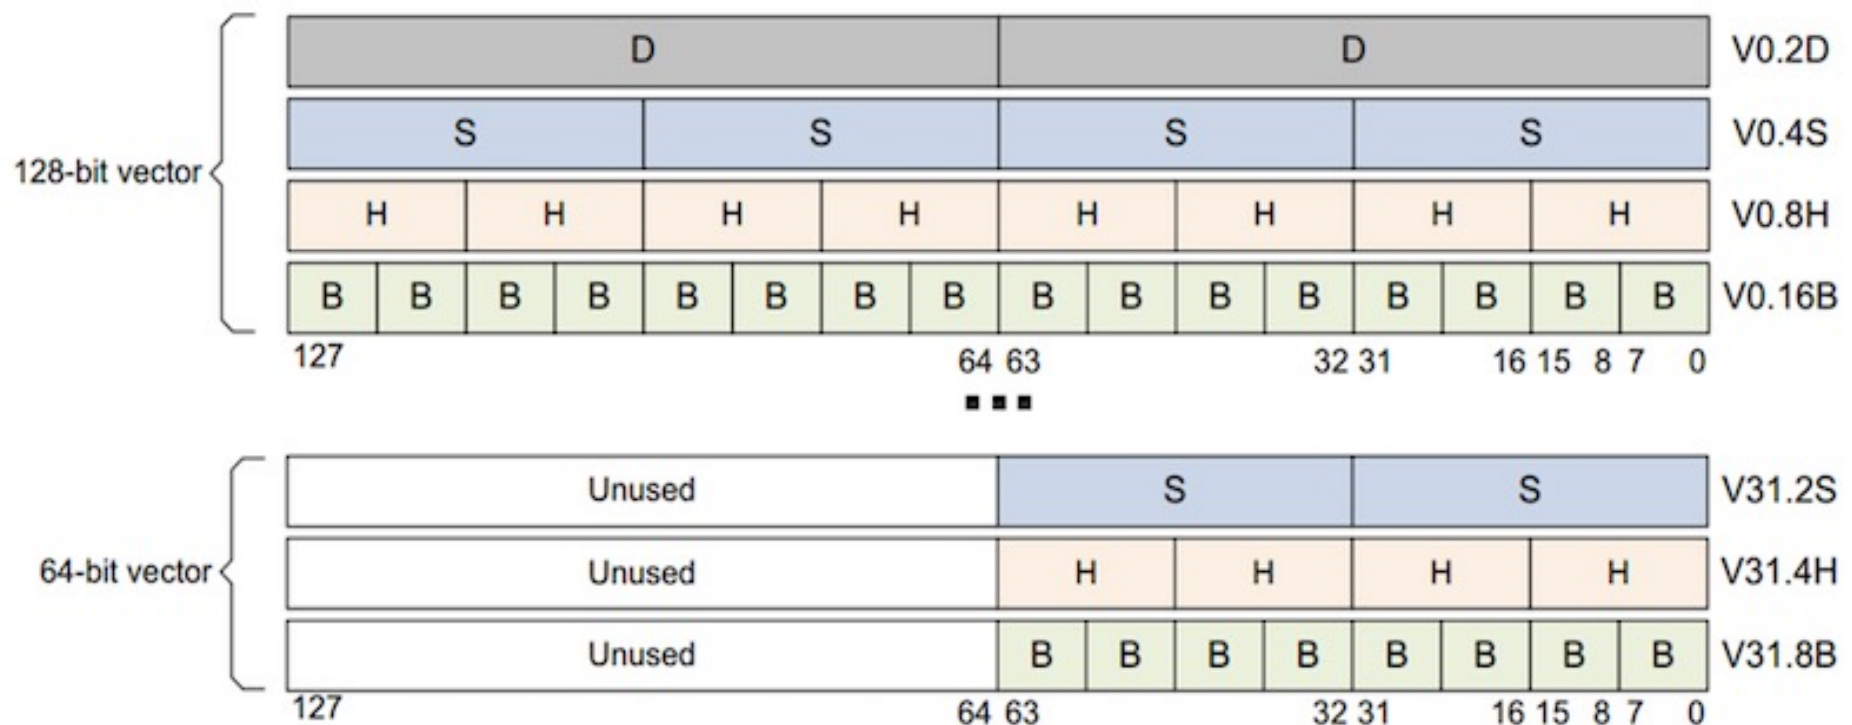 D D V0.2D
S S S S V0.4S
128-bit vector
H H H H H H H H V0.8H
B B B B B B B B B B B B B B B B V0.16B
127 64 63 32 31 16 15 8 7 0
Unused S S V31.2S
64-bit vector Unused H H H H V31.4H
Unused B B B B B B B B V31.8B
127 64 63 32 31 16 15 8 7 0